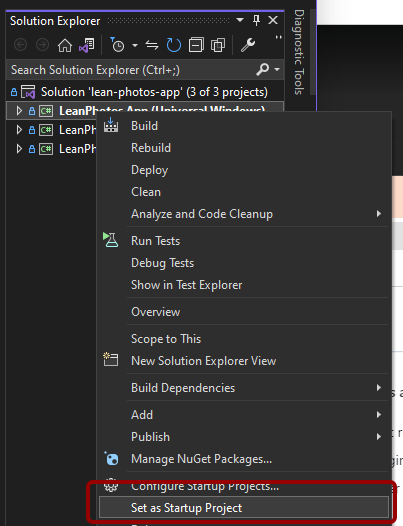 Solution Explorer
Search Solution Explorer (Ctrl+;)
Solution 'lean-photos-app' (3 of 3 projects)
C# LeanPhotos.App (Universal Windows)
C# LeanPh
C# LeanPh
Build
Rebuild
Deploy
Clean
Analyze and Code Cleanup
Run Tests
Debug Tests
Show in Test Explorer
Overview
Scope to This
New Solution Explorer View
Build Dependencies
Add
Publish
Manage NuGet Packages...
Configure Startup Projects...
Set as Startup Project
Diagnostic Tools